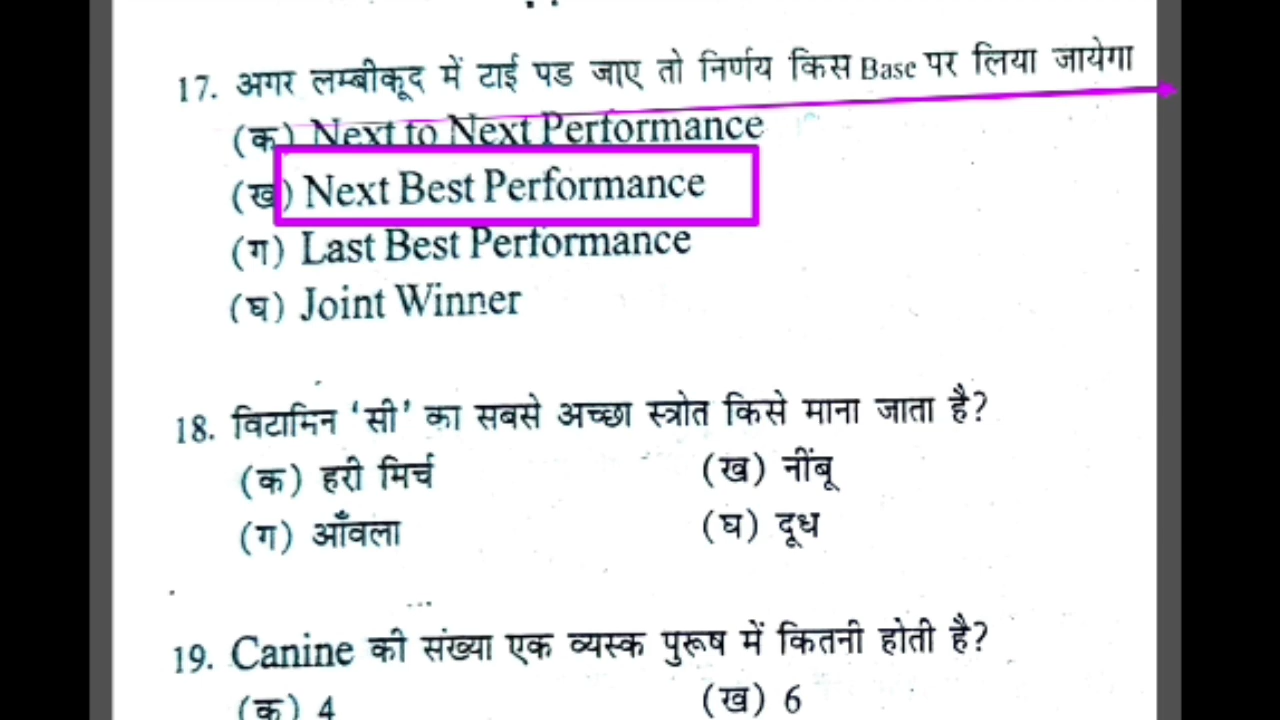 17. अगर लम्बीकूद में टाई पड जाए तो निर्णय किस Base पर लिया जायेगा
(क) Next to Next Performance
(ख) Next Best Performance
(ग) Last Best Performance
(घ) Joint Winner
18. विटामिन ‘सी’ का सबसे अच्छा स्त्रोत किसे माना जाता है?
(क) हरी मिर्च (ख) नींबू
(ग) आँवला (घ) दूध
19. Canine की संख्या एक व्यस्क पुरूष में कितनी होती है?
(क) 4 (ख) 6